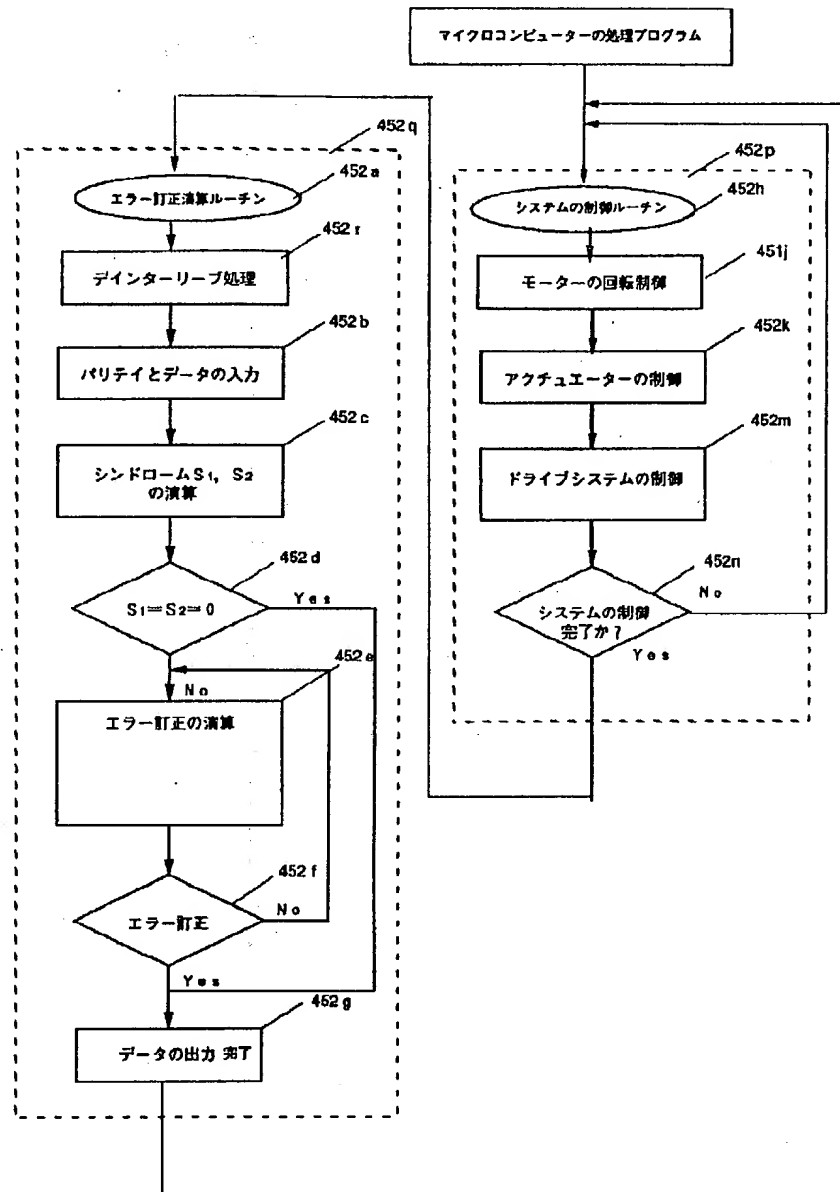 マイクロコンピューターの処理プログラム
452q
452a
エラー訂正演算ルーチン
452r
デインターリーブ処理
452b
パリテイとデータの入力
452c
シンドロームS1, S2
の演算
452d
S1=S2=0
Yes
No
452e
エラー訂正の演算
452f
エラー訂正
No
Yes
452g
データの出力 完了
452p
452h
システムの制御ルーチン
451j
モーターの回転制御
452k
アクチュエーターの制御
452m
ドライブシステムの制御
452n
システムの制御
完了か?
No
Yes